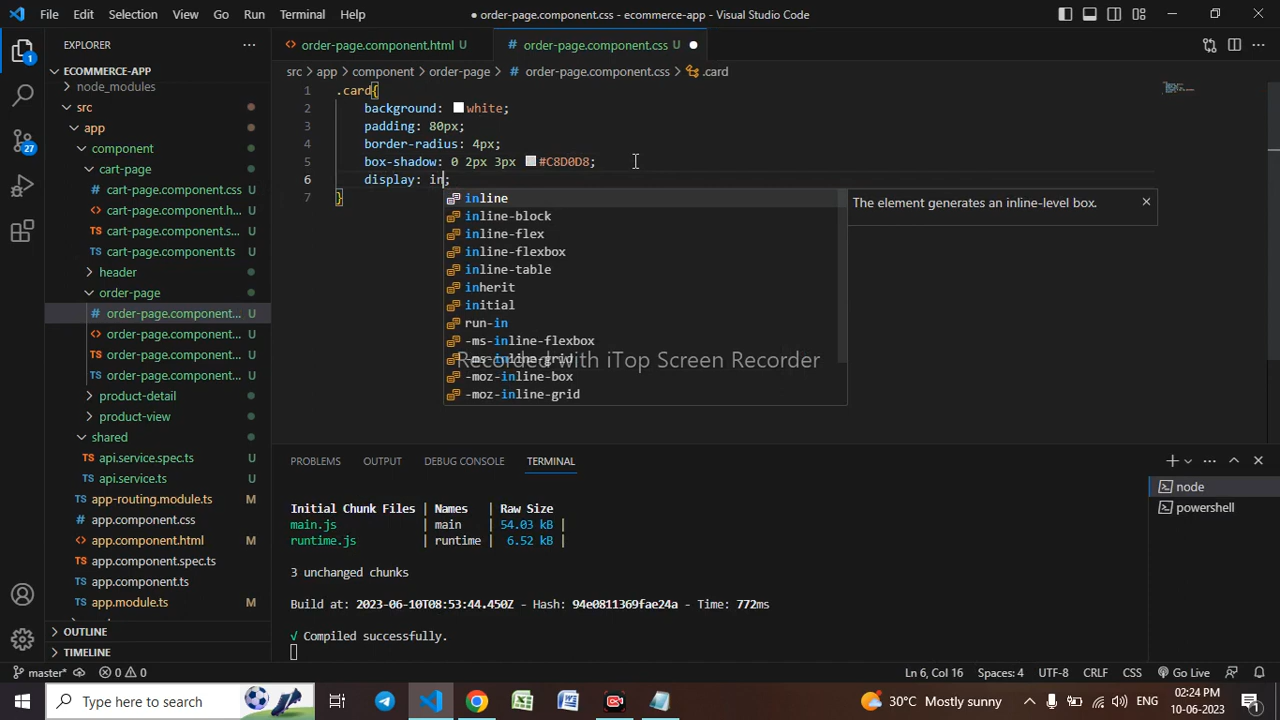 File Edit Selection View Go Run Terminal Help
● order-page.component.css - ecommerce-app - Visual Studio Code
EXPLORER
ECOMMERCE-APP
node_modules
src
app
component
cart-page
cart-page.component.css U
cart-page.component.h... U
cart-page.component.s... U
cart-page.component.ts U
header
order-page
order-page.component... U
order-page.component... U
order-page.component... U
order-page.component... U
product-detail
product-view
shared
api.service.spec.ts U
api.service.ts U
app-routing.module.ts M
app.component.css
app.component.html M
app.component.spec.ts
app.component.ts
app.module.ts M
OUTLINE
TIMELINE
order-page.component.html U
order-page.component.css U
src > app > component > order-page > # order-page.component.css > .card
1 .card{
2 background: white;
3 padding: 80px;
4 border-radius: 4px;
5 box-shadow: 0 2px 3px #C8D0D8;
6 display: in;
7 }
inline
inline-block
inline-flex
inline-flexbox
inline-table
inherit
initial
run-in
-ms-inline-flexbox
-ms-inline-grid
-moz-inline-box
-moz-inline-grid
The element generates an inline-level box.
Recorded with iTop Screen Recorder
PROBLEMS OUTPUT DEBUG CONSOLE TERMINAL
Initial Chunk Files | Names | Raw Size
main.js | main | 54.03 kB |
runtime.js | runtime | 6.52 kB |
3 unchanged chunks
Build at: 2023-06-10T08:53:44.450Z - Hash: 94e0811369fae24a - Time: 772ms
√ Compiled successfully.
node
powershell
master* 0 0
Ln 6, Col 16 Spaces: 4 UTF-8 CRLF CSS Go Live
Type here to search
30°C Mostly sunny
ENG
02:24 PM
10-06-2023
1
27
1